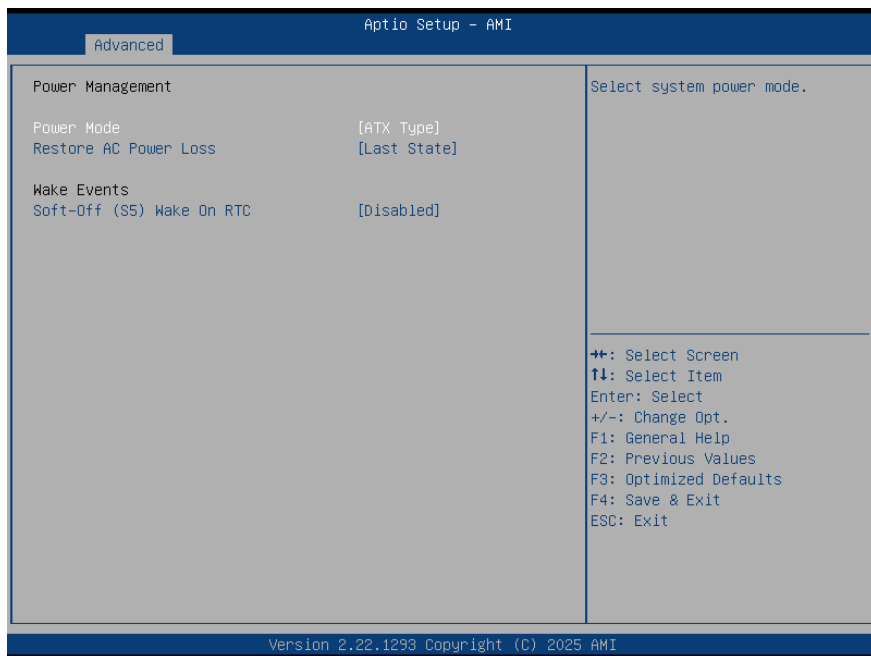 Aptio Setup – AMI
Advanced
Power Management
Power Mode [ATX Type]
Restore AC Power Loss [Last State]
Wake Events
Soft-Off (S5) Wake On RTC [Disabled]
Select system power mode.
→←: Select Screen
↑↓: Select Item
Enter: Select
+/-: Change Opt.
F1: General Help
F2: Previous Values
F3: Optimized Defaults
F4: Save & Exit
ESC: Exit
Version 2.22.1293 Copyright (C) 2025 AMI